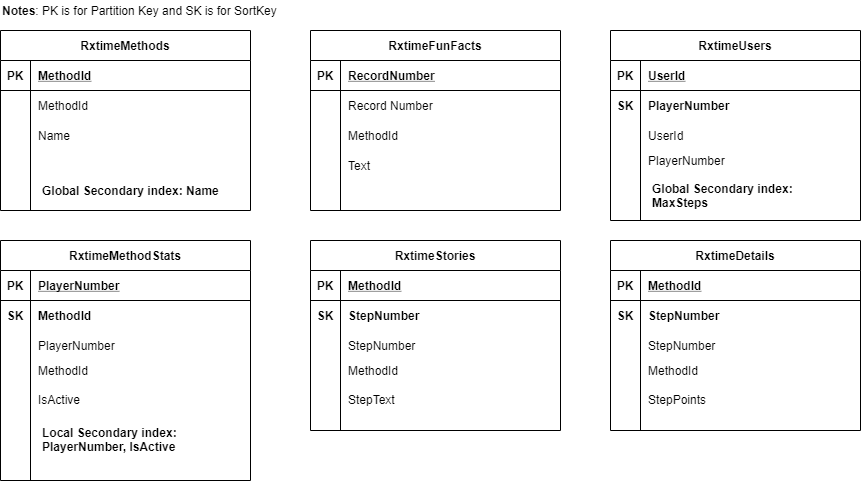 Notes: PK is for Partition Key and SK is for SortKey
RxtimeMethods
PK MethodId
MethodId
Name
Global Secondary index: Name
RxtimeFunFacts
PK RecordNumber
Record Number
MethodId
Text
RxtimeUsers
PK UserId
SK PlayerNumber
UserId
PlayerNumber
Global Secondary index:
MaxSteps
RxtimeMethodStats
PK PlayerNumber
SK MethodId
PlayerNumber
MethodId
IsActive
Local Secondary index:
PlayerNumber, IsActive
RxtimeStories
PK MethodId
SK StepNumber
StepNumber
MethodId
StepText
RxtimeDetails
PK MethodId
SK StepNumber
StepNumber
MethodId
StepPoints